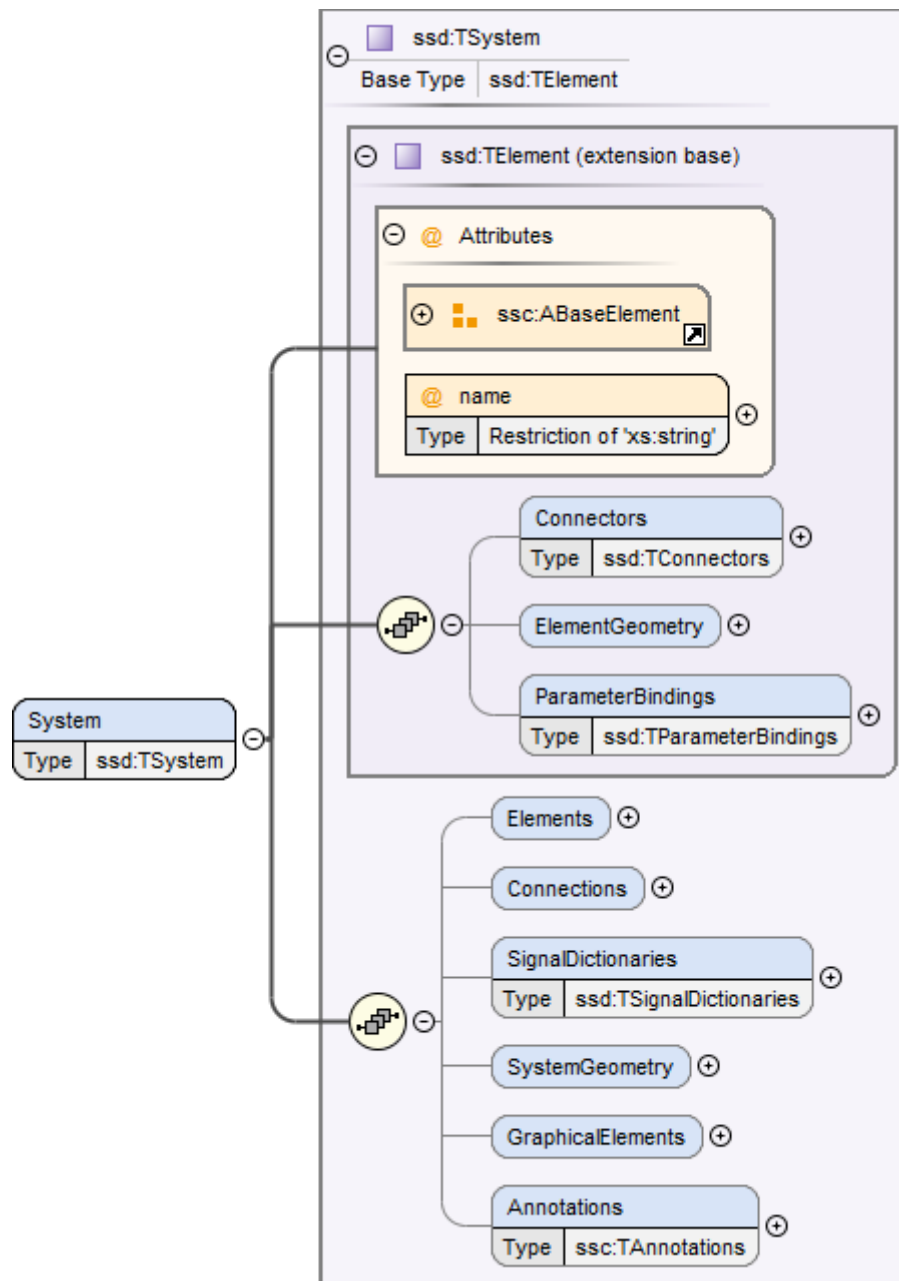 ssd:TSystem
Base Type ssd:TElement
ssd:TElement (extension base)
@ Attributes
ssc:ABaseElement
@ name
Type Restriction of 'xs:string'
Connectors
Type ssd:TConnectors
ElementGeometry
ParameterBindings
Type ssd:TParameterBindings
System
Type ssd:TSystem
Elements
Connections
SignalDictionaries
Type ssd:TSignalDictionaries
SystemGeometry
GraphicalElements
Annotations
Type ssc:TAnnotations